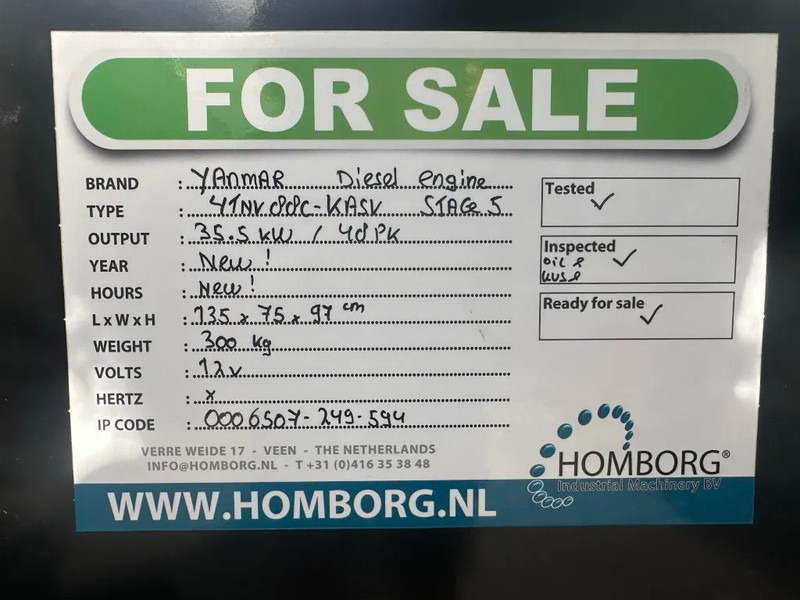 FOR SALE
BRAND : YANMAR Diesel engine
TYPE : 4TNV88C-KASV STAGE 5
OUTPUT : 35.5 kW / 48 PK
YEAR : New!
HOURS : New!
L x W x H : 135 x 75 x 97 cm
WEIGHT : 300 kg
VOLTS : 12v
HERTZ : x
IP CODE : 0006507-249-594
Tested ✓
Inspected ✓
oil &
Ready for sale ✓
VERRE WEIDE 17 - VEEN - THE NETHERLANDS
INFO@HOMBORG.NL - T +31 (0)416 35 38 48
HOMBORG®
Industrial Machinery BV
WWW.HOMBORG.NL